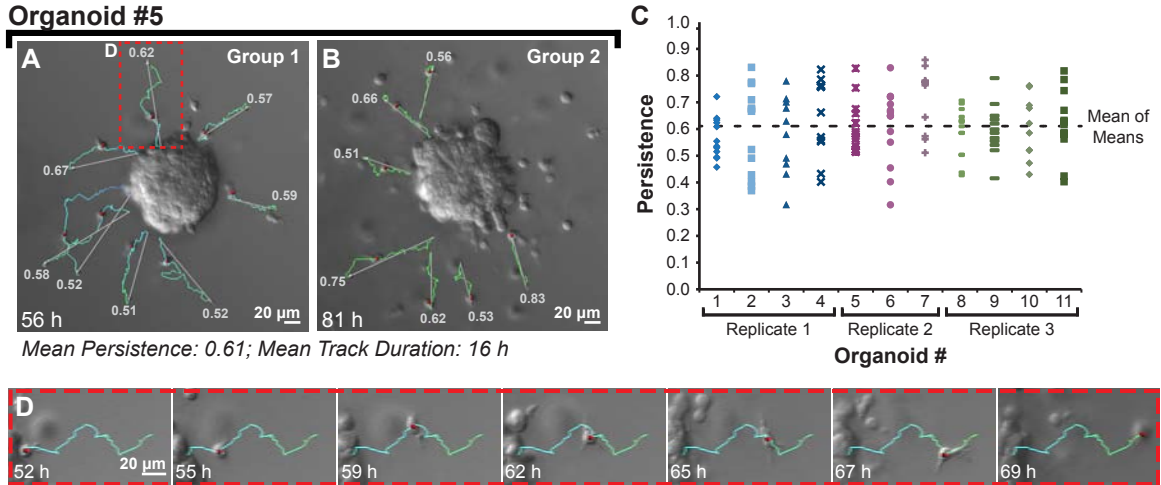 Organoid #5
A
D
0.62
Group 1
0.57
0.67
0.59
0.58
0.52
0.51
0.52
56 h
20 µm
B
Group 2
0.56
0.66
0.51
0.75
0.62
0.53
0.83
81 h
20 µm
Mean Persistence: 0.61; Mean Track Duration: 16 h
C
Persistence
1.0
0.9
0.8
0.7
0.6
0.5
0.4
0.3
0.2
0.1
0.0
Mean of
Means
1 2 3 4 5 6 7 8 9 10 11
Replicate 1 Replicate 2 Replicate 3
Organoid #
D
52 h 20 µm 55 h 59 h 62 h 65 h 67 h 69 h